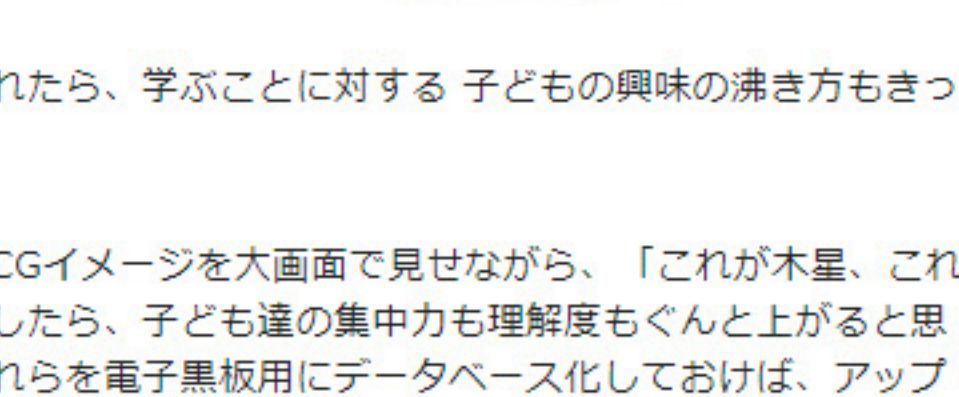 れたら、学ぶことに対する 子どもの興味の沸き方もきっ
CGイメージを大画面で見せながら、「これが木星、これ
したら、子ども達の集中力も理解度もぐんと上がると思
れらを電子黒板用にデータベース化しておけば、アップ